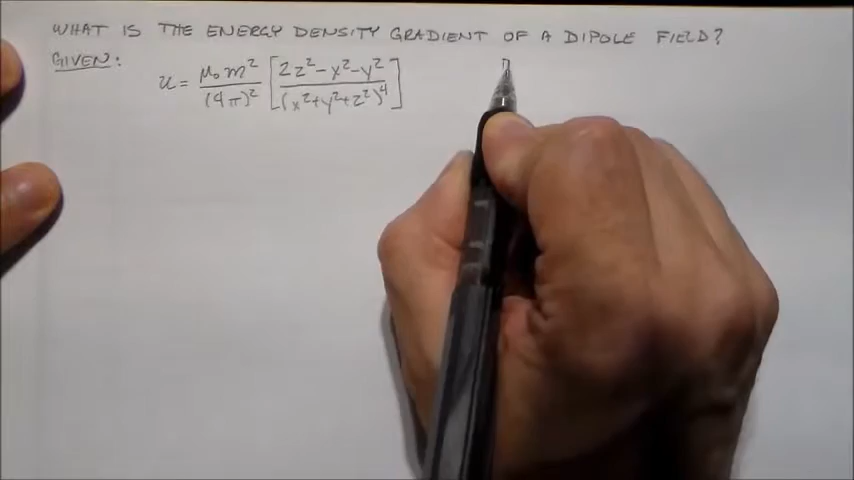 WHAT IS THE ENERGY DENSITY GRADIENT OF A DIPOLE FIELD?
GIVEN:
u = μ₀m²/(4π)² [2z²-x²-y²/(x²+y²+z²)⁴]